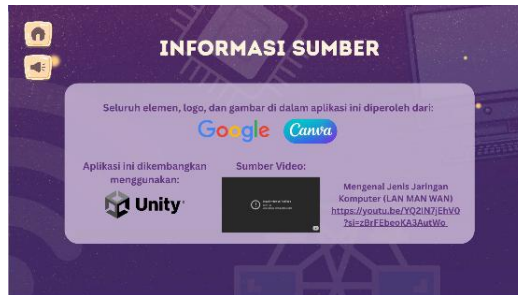 INFORMASI SUMBER
Seluruh elemen, logo, dan gambar di dalam aplikasi ini diperoleh dari:
Google Canva
Aplikasi ini dikembangkan
menggunakan:
Unity
Sumber Video:
Mengenal Jenis Jaringan
Komputer (LAN MAN WAN)
https://youtu.be/YQ2IN7jEhV0
?si=zBrFEbeoKA3AutWo